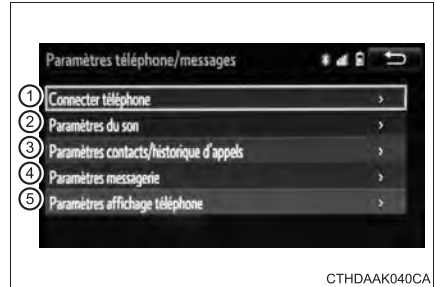 Paramètres téléphone/messages
1 Connecter téléphone
2 Paramètres du son
3 Paramètres contacts/historique d'appels
4 Paramètres messagerie
5 Paramètres affichage téléphone
CTHDAAK040CA